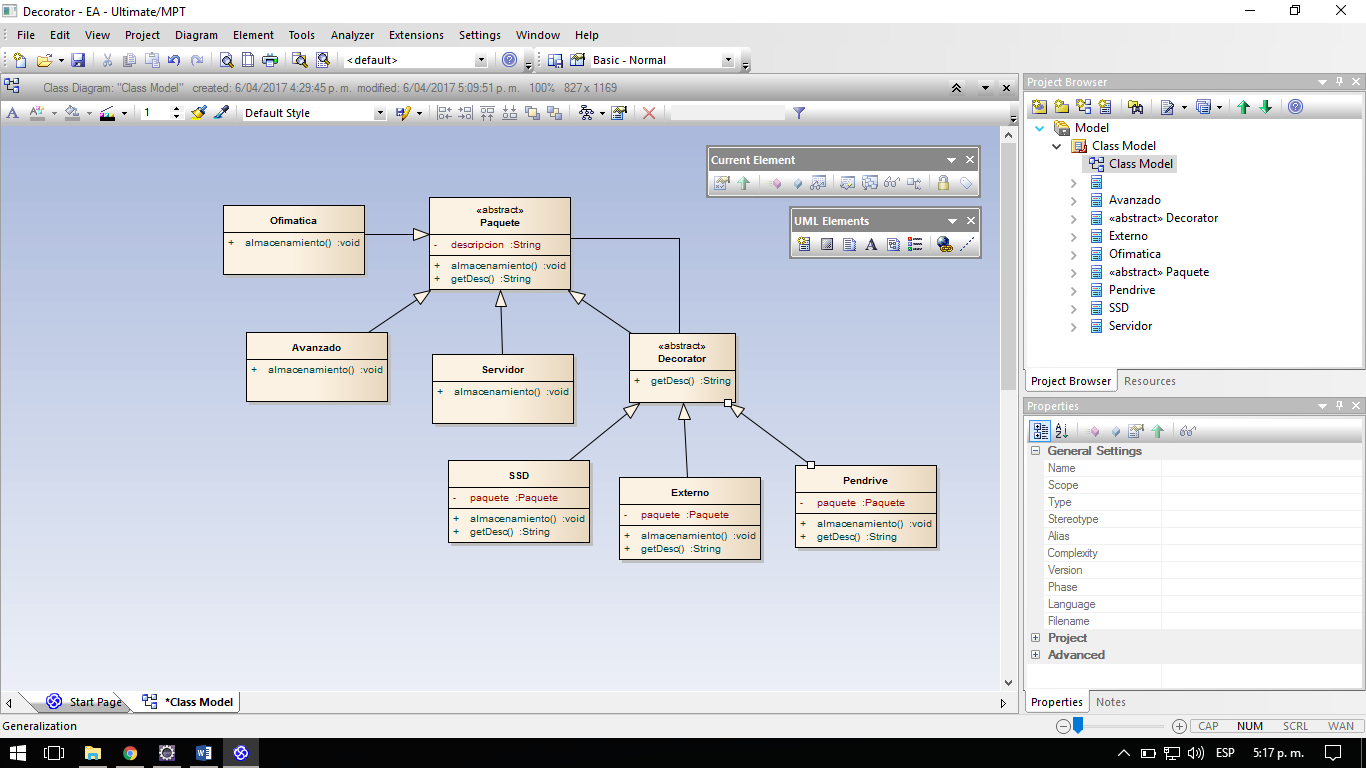 Decorator - EA - Ultimate/MPT
File Edit View Project Diagram Element Tools Analyzer Extensions Settings Window Help
<default>
Basic - Normal
Class Diagram: "Class Model" created: 6/04/2017 4:29:45 p. m. modified: 6/04/2017 5:09:51 p. m. 100% 827 x 1169
1
Default Style
Current Element
UML Elements
Ofimatica
+ almacenamiento() :void
«abstract»
Paquete
- descripcion :String
+ almacenamiento() :void
+ getDesc() :String
Avanzado
+ almacenamiento() :void
Servidor
+ almacenamiento() :void
«abstract»
Decorator
+ getDesc() :String
SSD
- paquete :Paquete
+ almacenamiento() :void
+ getDesc() :String
Externo
- paquete :Paquete
+ almacenamiento() :void
+ getDesc() :String
Pendrive
- paquete :Paquete
+ almacenamiento() :void
+ getDesc() :String
Project Browser
Model
Class Model
Class Model
Avanzado
«abstract» Decorator
Externo
Ofimatica
«abstract» Paquete
Pendrive
SSD
Servidor
Project Browser Resources
Properties
General Settings
Name
Scope
Type
Stereotype
Alias
Complexity
Version
Phase
Language
Filename
Project
Advanced
Properties Notes
Start Page *Class Model
Generalization
CAP NUM SCRL WAN
ESP 5:17 p. m.